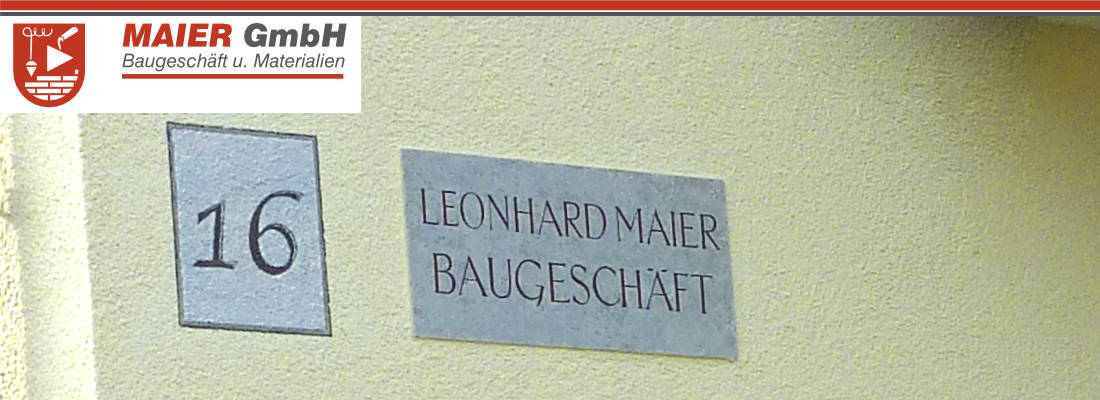 MAIER GmbH
Baugeschäft u. Materialien
16
LEONHARD MAIER
BAUGESCHÄFT